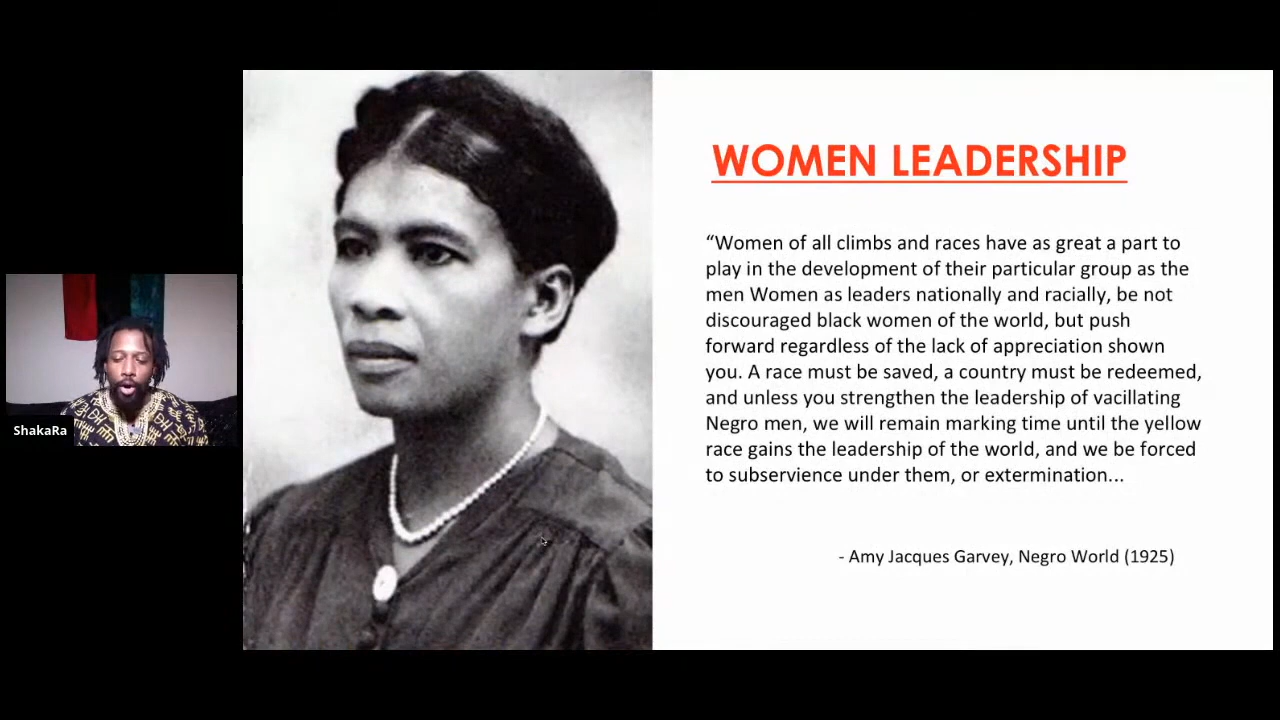 ShakaRa
WOMEN LEADERSHIP
“Women of all climbs and races have as great a part to
play in the development of their particular group as the
men Women as leaders nationally and racially, be not
discouraged black women of the world, but push
forward regardless of the lack of appreciation shown
you. A race must be saved, a country must be redeemed,
and unless you strengthen the leadership of vacillating
Negro men, we will remain marking time until the yellow
race gains the leadership of the world, and we be forced
to subservience under them, or extermination...
- Amy Jacques Garvey, Negro World (1925)